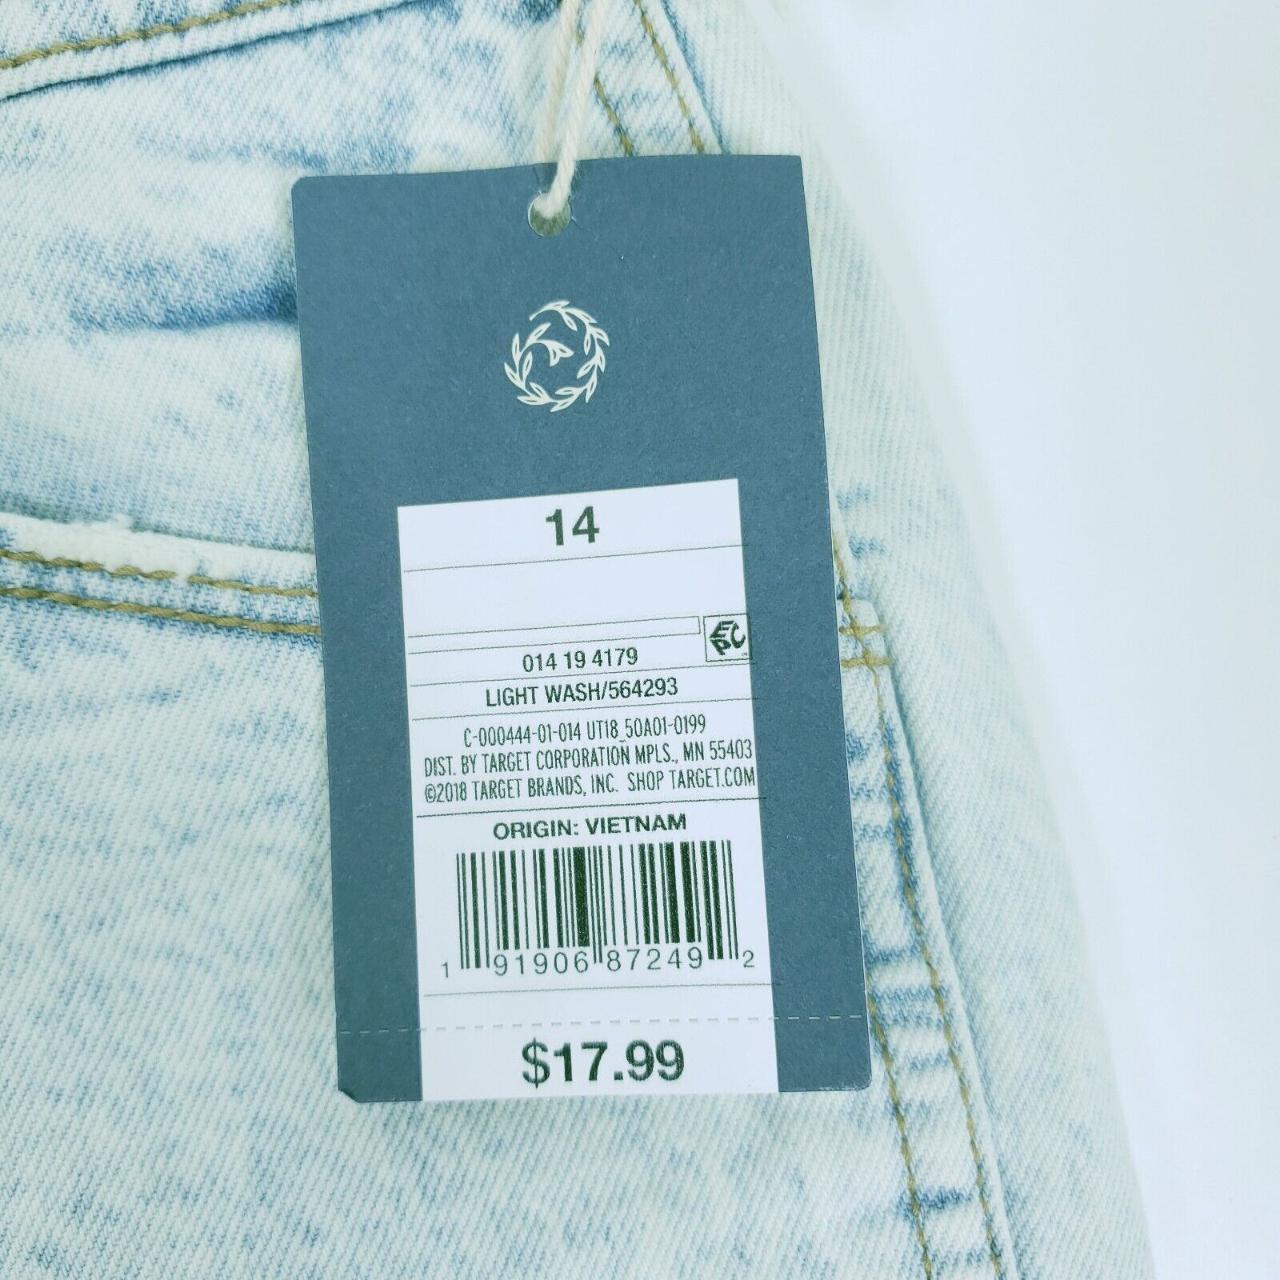 14
EPC
014 19 4179
LIGHT WASH/564293
C-000444-01-014 UT18_50A01-0199
DIST. BY TARGET CORPORATION MPLS., MN 55403
©2018 TARGET BRANDS, INC. SHOP TARGET.COM
ORIGIN: VIETNAM
1 91906 87249 2
$17.99